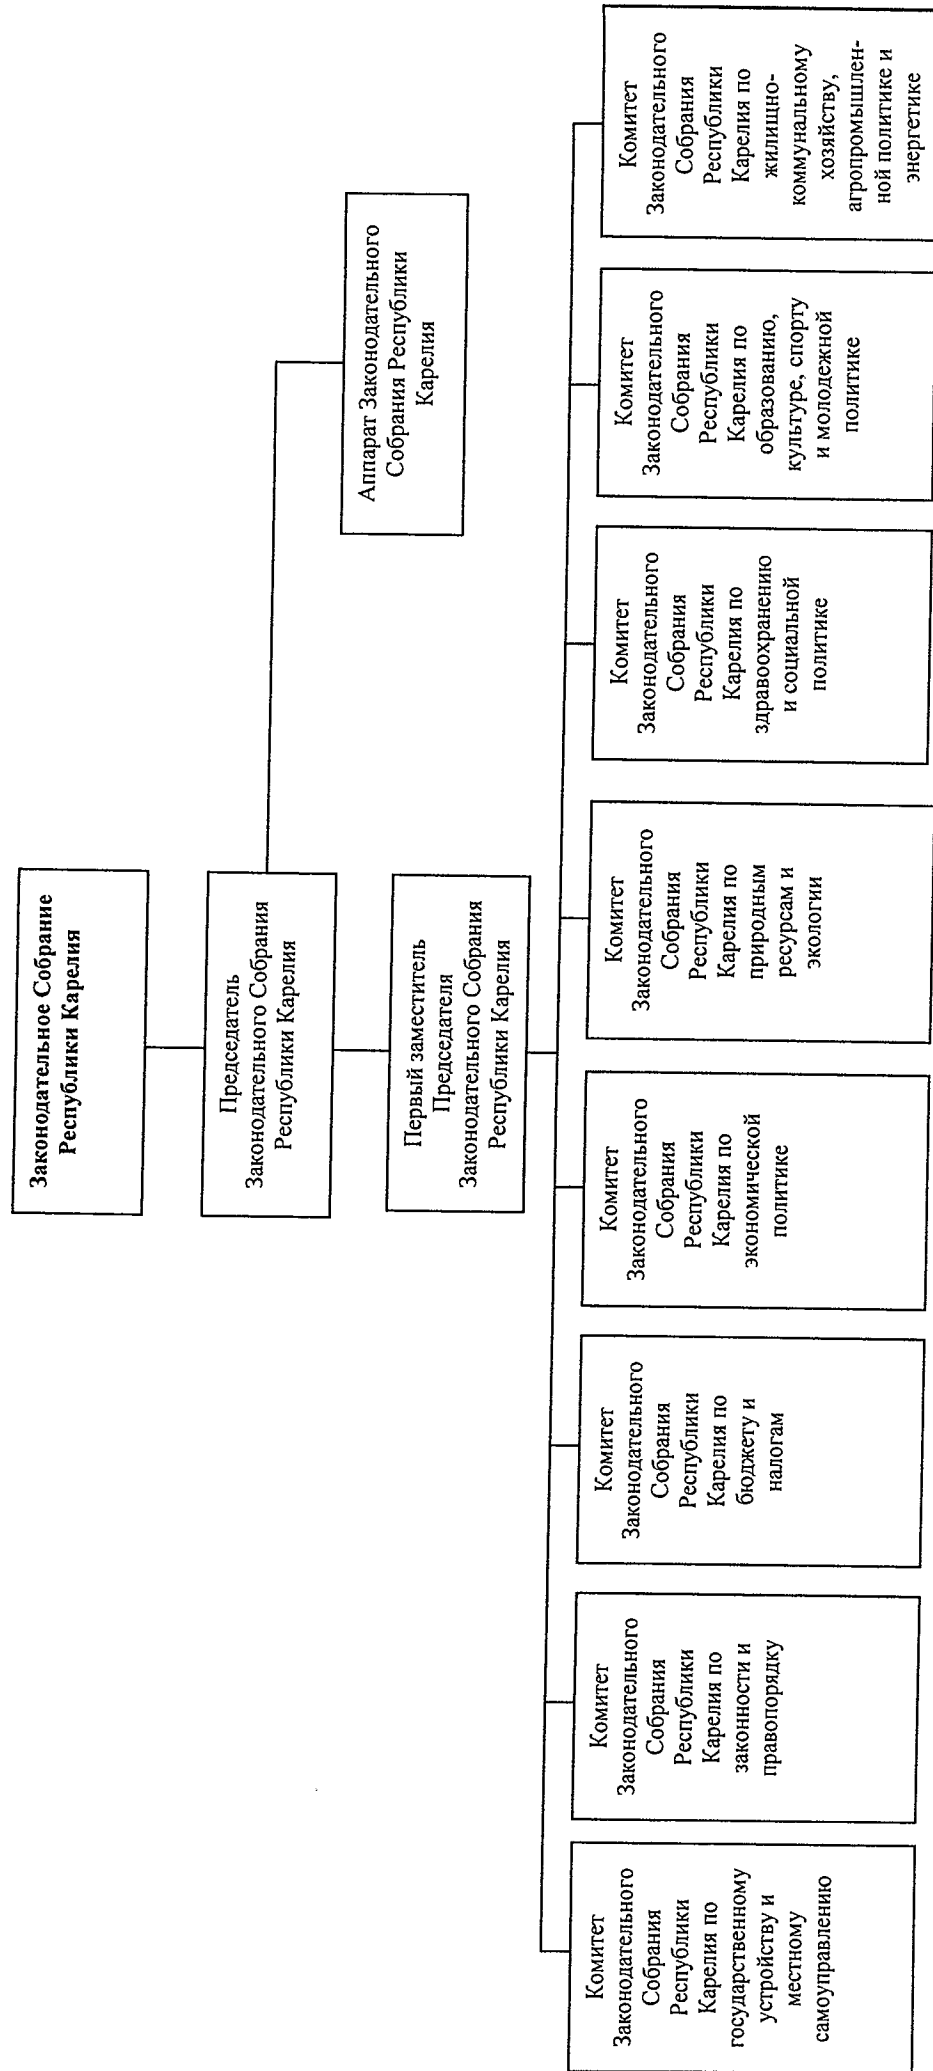 Законодательное Собрание
Республики Карелия
Председатель
Законодательного Собрания
Республики Карелия
Аппарат Законодательного
Собрания Республики
Карелия
Первый заместитель
Председателя
Законодательного Собрания
Республики Карелия
Комитет
Законодательного
Собрания
Республики
Карелия по
государственному
устройству и
местному
самоуправлению
Комитет
Законодательного
Собрания
Республики
Карелия по
законности и
правопорядку
Комитет
Законодательного
Собрания
Республики
Карелия по
бюджету и
налогам
Комитет
Законодательного
Собрания
Республики
Карелия по
экономической
политике
Комитет
Законодательного
Собрания
Республики
Карелия по
природным
ресурсам и
экологии
Комитет
Законодательного
Собрания
Республики
Карелия по
здравоохранению
и социальной
политике
Комитет
Законодательного
Собрания
Республики
Карелия по
образованию,
культуре, спорту
и молодежной
политике
Комитет
Законодательного
Собрания
Республики
Карелия по
жилищно-
коммунальному
хозяйству,
агропромышлен-
ной политике и
энергетике